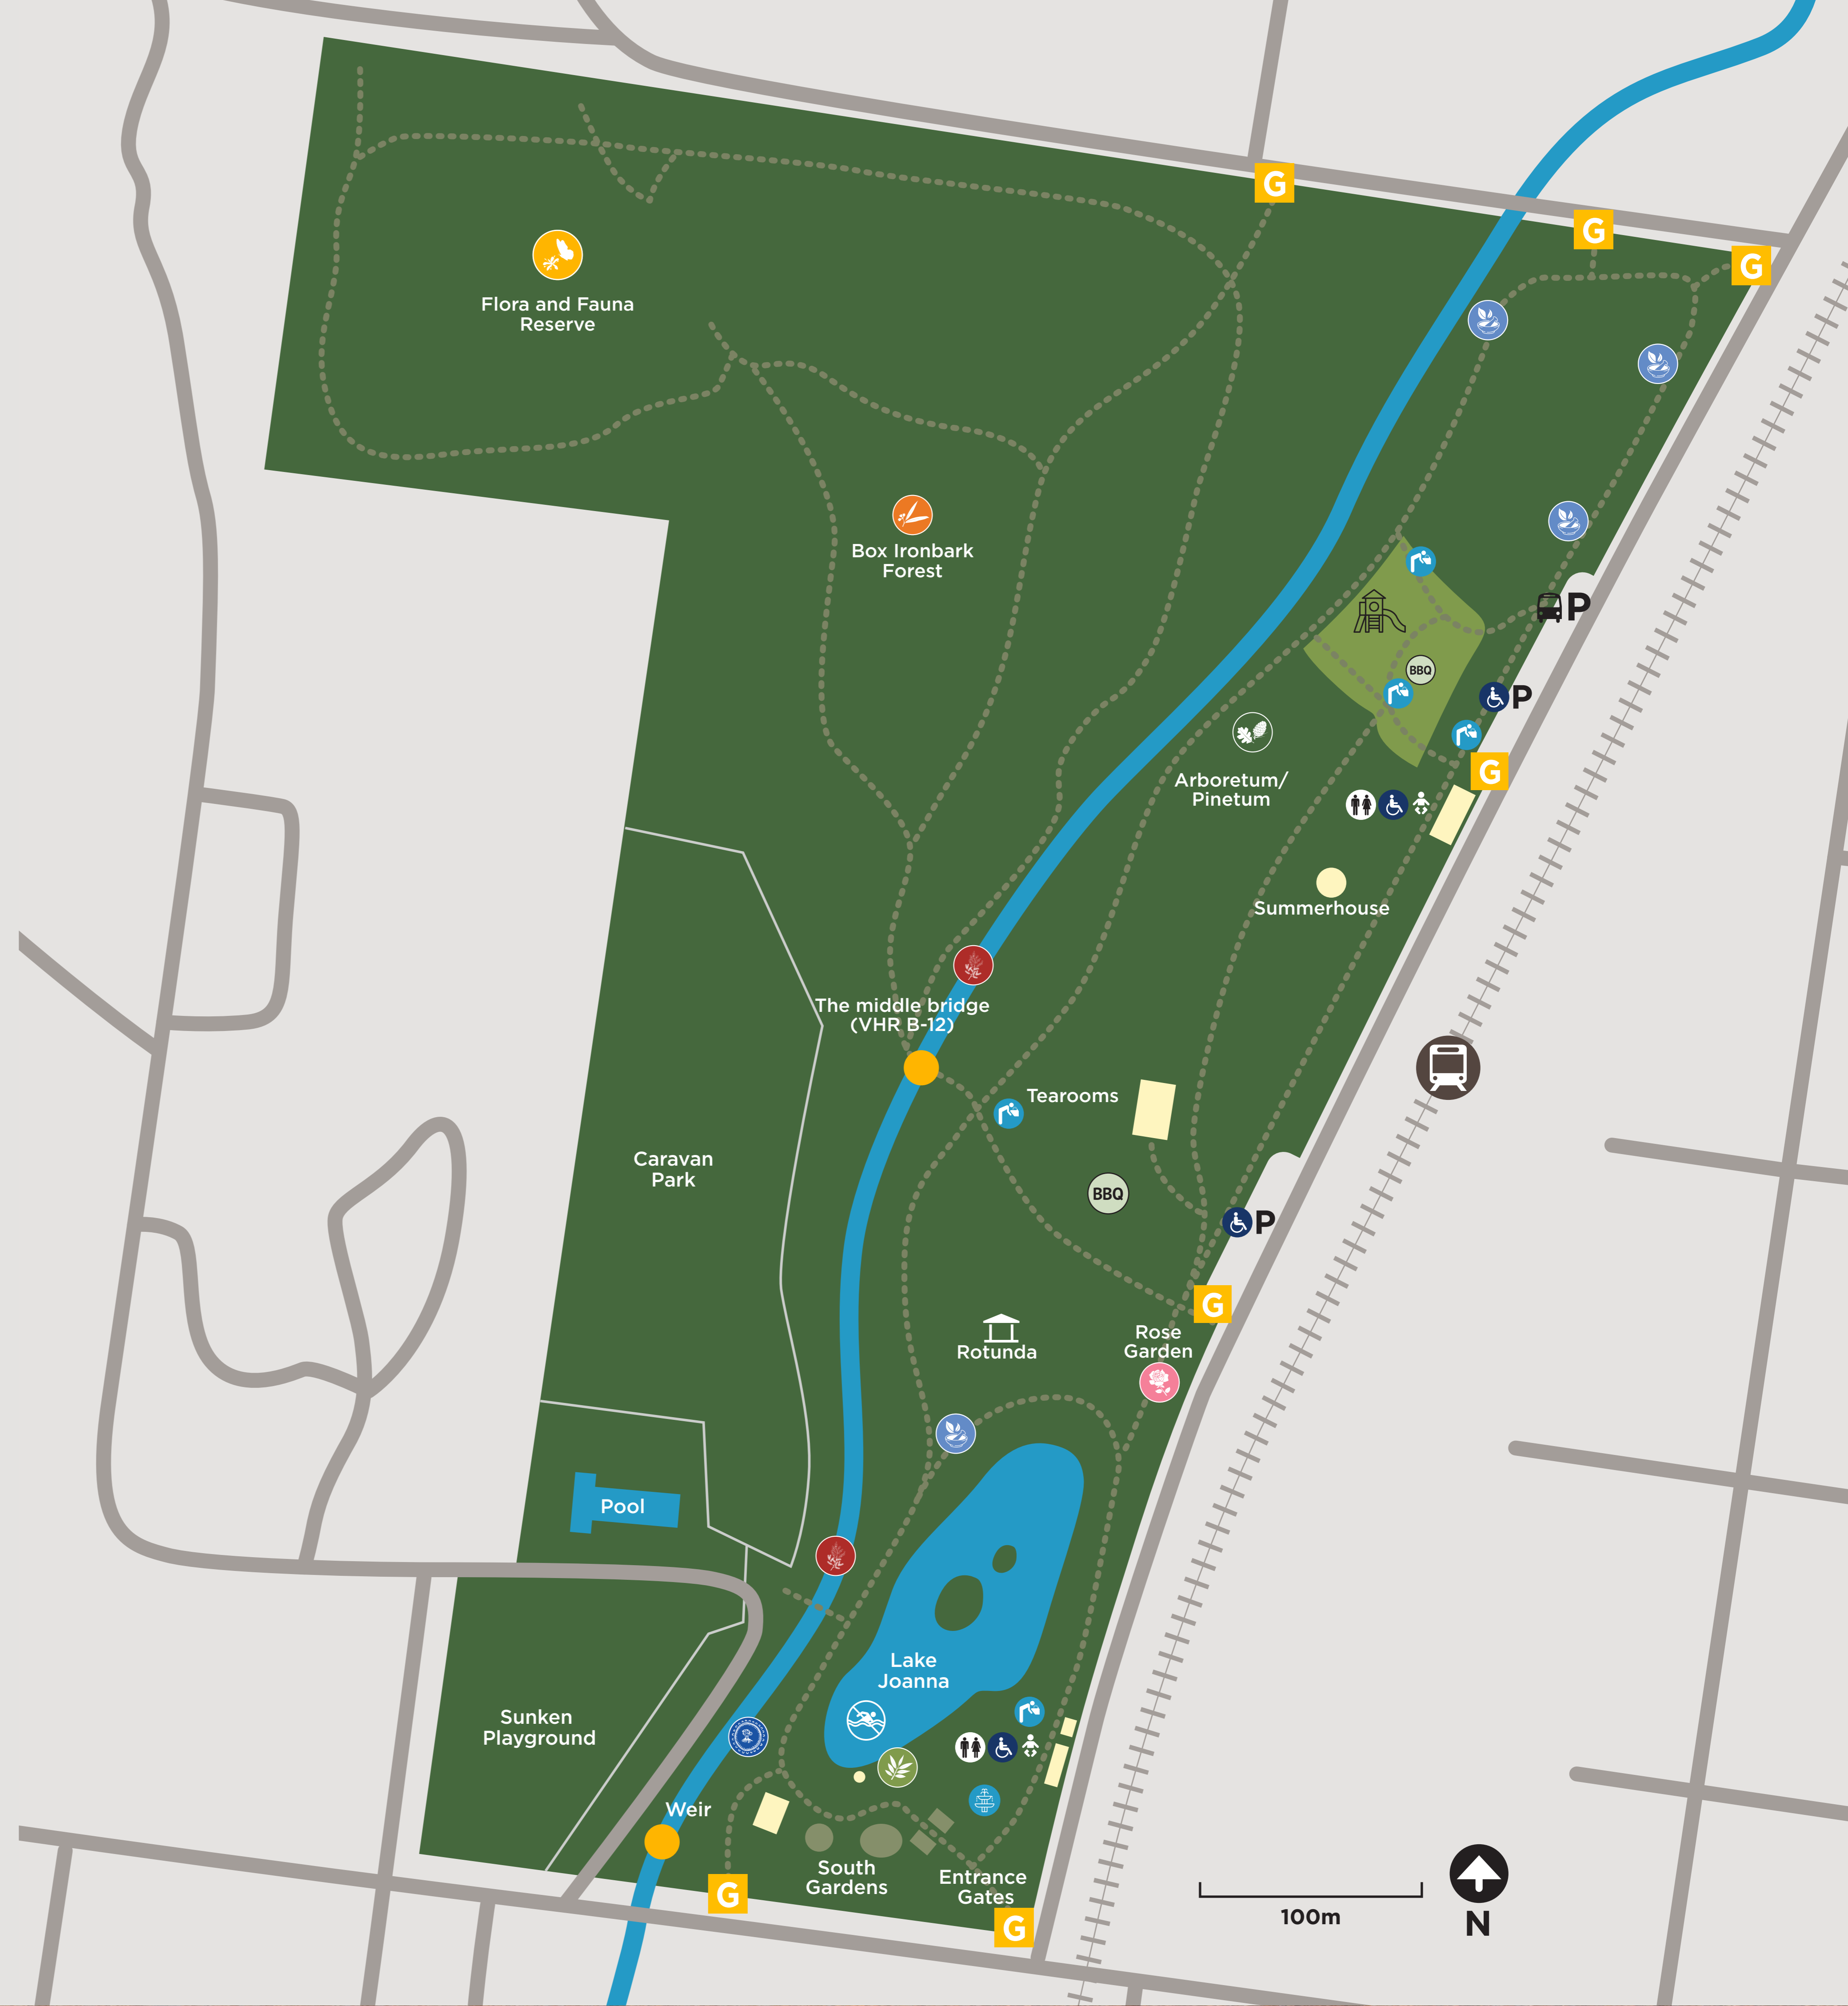 G
G
G
Flora and Fauna
Reserve
Box Ironbark
Forest
P
BBQ
P
G
Arboretum/
Pinetum
Summerhouse
The middle bridge
(VHR B-12)
Tearooms
Caravan
Park
BBQ
P
G
Rotunda
Rose
Garden
Pool
Lake
Joanna
Sunken
Playground
Weir
South
Gardens
Entrance
Gates
G
G
100m
N